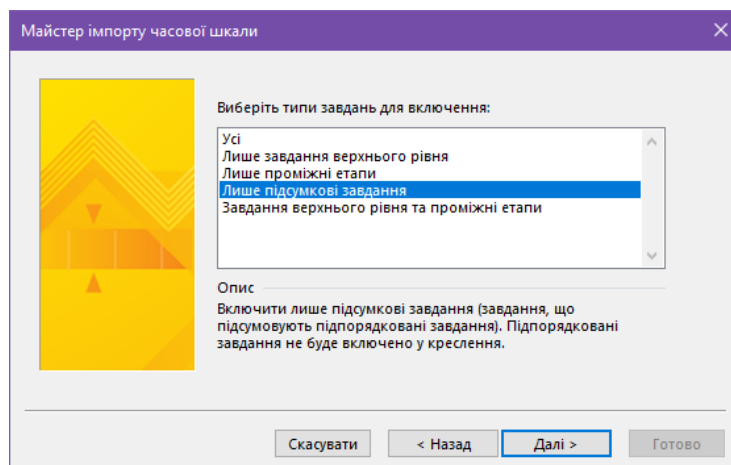 Майстер імпорту часової шкали
Виберіть типи завдань для включення:
Усі
Лише завдання верхнього рівня
Лише проміжні етапи
Лише підсумкові завдання
Завдання верхнього рівня та проміжні етапи
Опис
Включити лише підсумкові завдання (завдання, що
підсумовують підпорядковані завдання). Підпорядковані
завдання не буде включено у креслення.
Скасувати
< Назад
Далі >
Готово